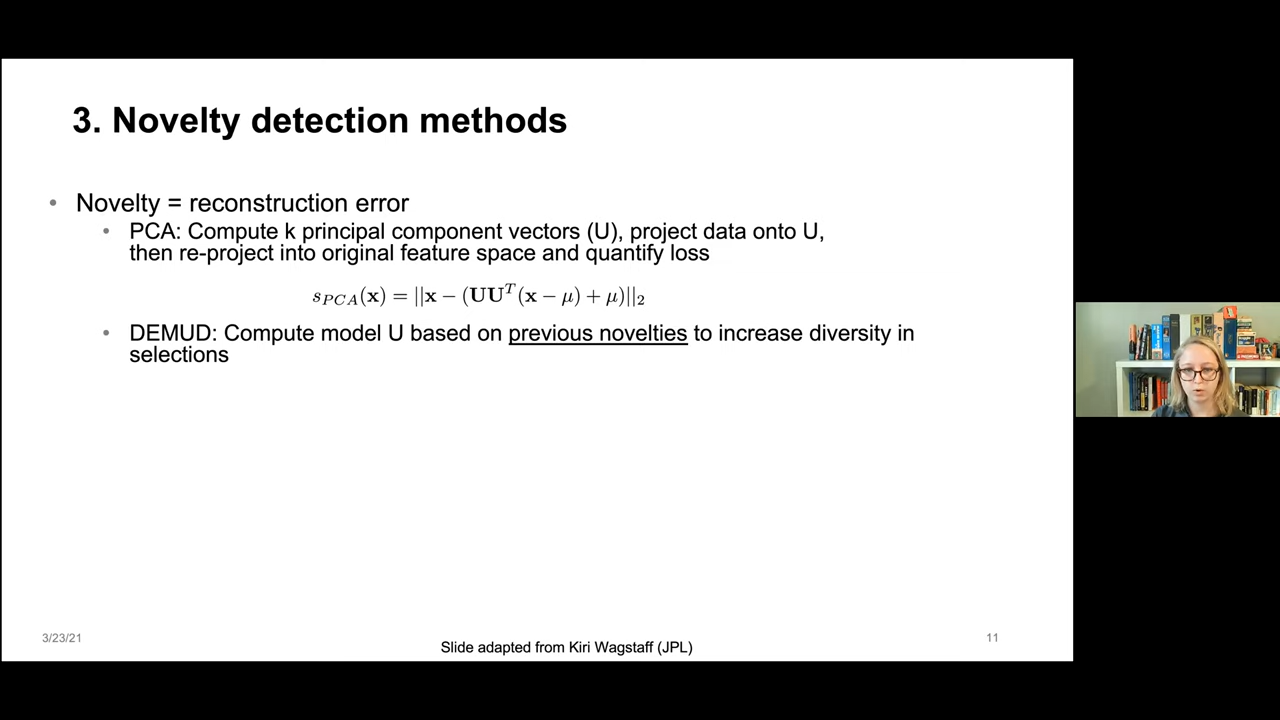 3. Novelty detection methods
• Novelty = reconstruction error
• PCA: Compute k principal component vectors (U), project data onto U,
then re-project into original feature space and quantify loss
s_{PCA}(x) = ||x − (UU^T(x − μ) + μ)||_2
• DEMUD: Compute model U based on previous novelties to increase diversity in
selections
3/23/21
Slide adapted from Kiri Wagstaff (JPL)
11